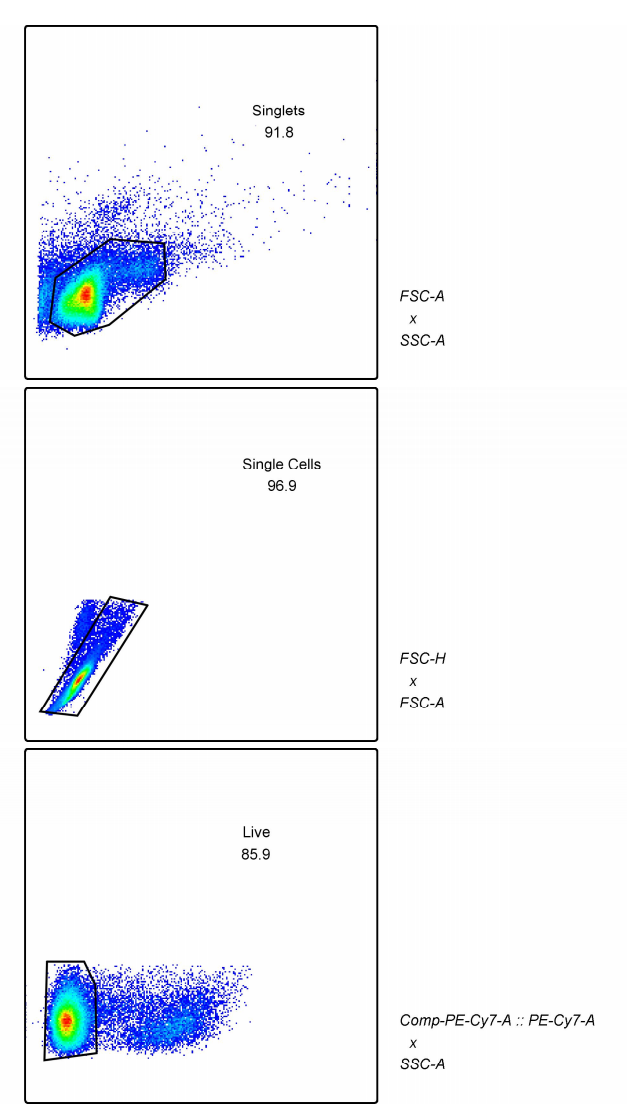 Singlets
91.8
FSC-A
x
SSC-A
Single Cells
96.9
FSC-H
x
FSC-A
Live
85.9
Comp-PE-Cy7-A :: PE-Cy7-A
x
SSC-A